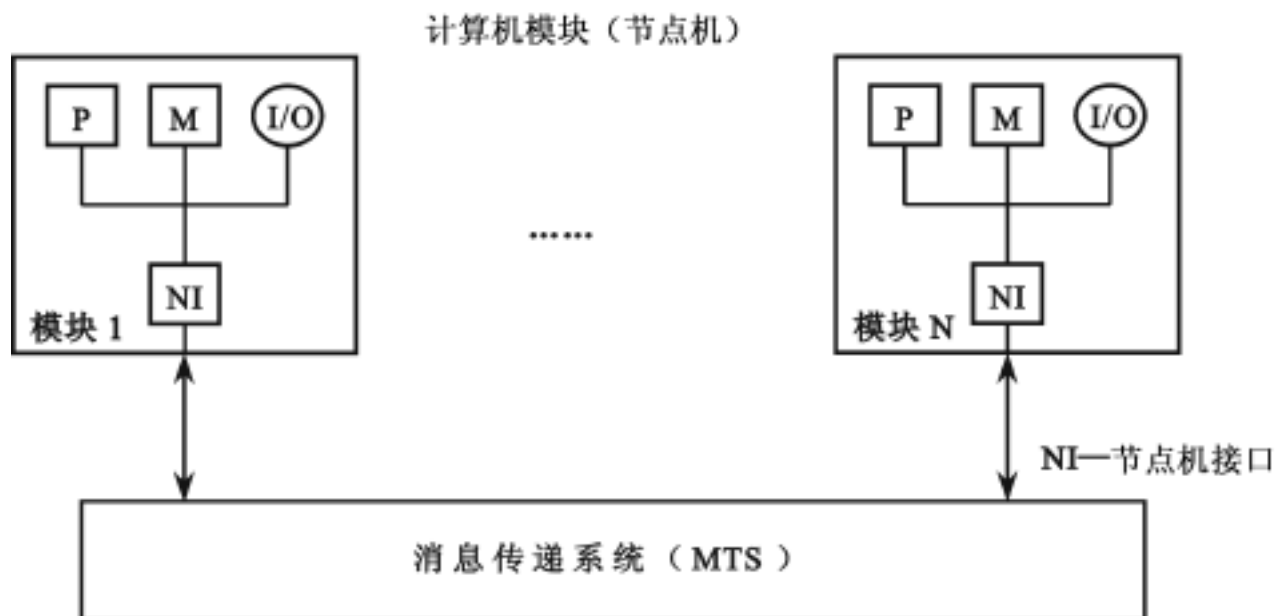 计算机模块（节点机）
P M I/O
P M I/O
……
NI
模块 1
NI
模块 N
NI—节点机接口
消息传递系统（MTS）